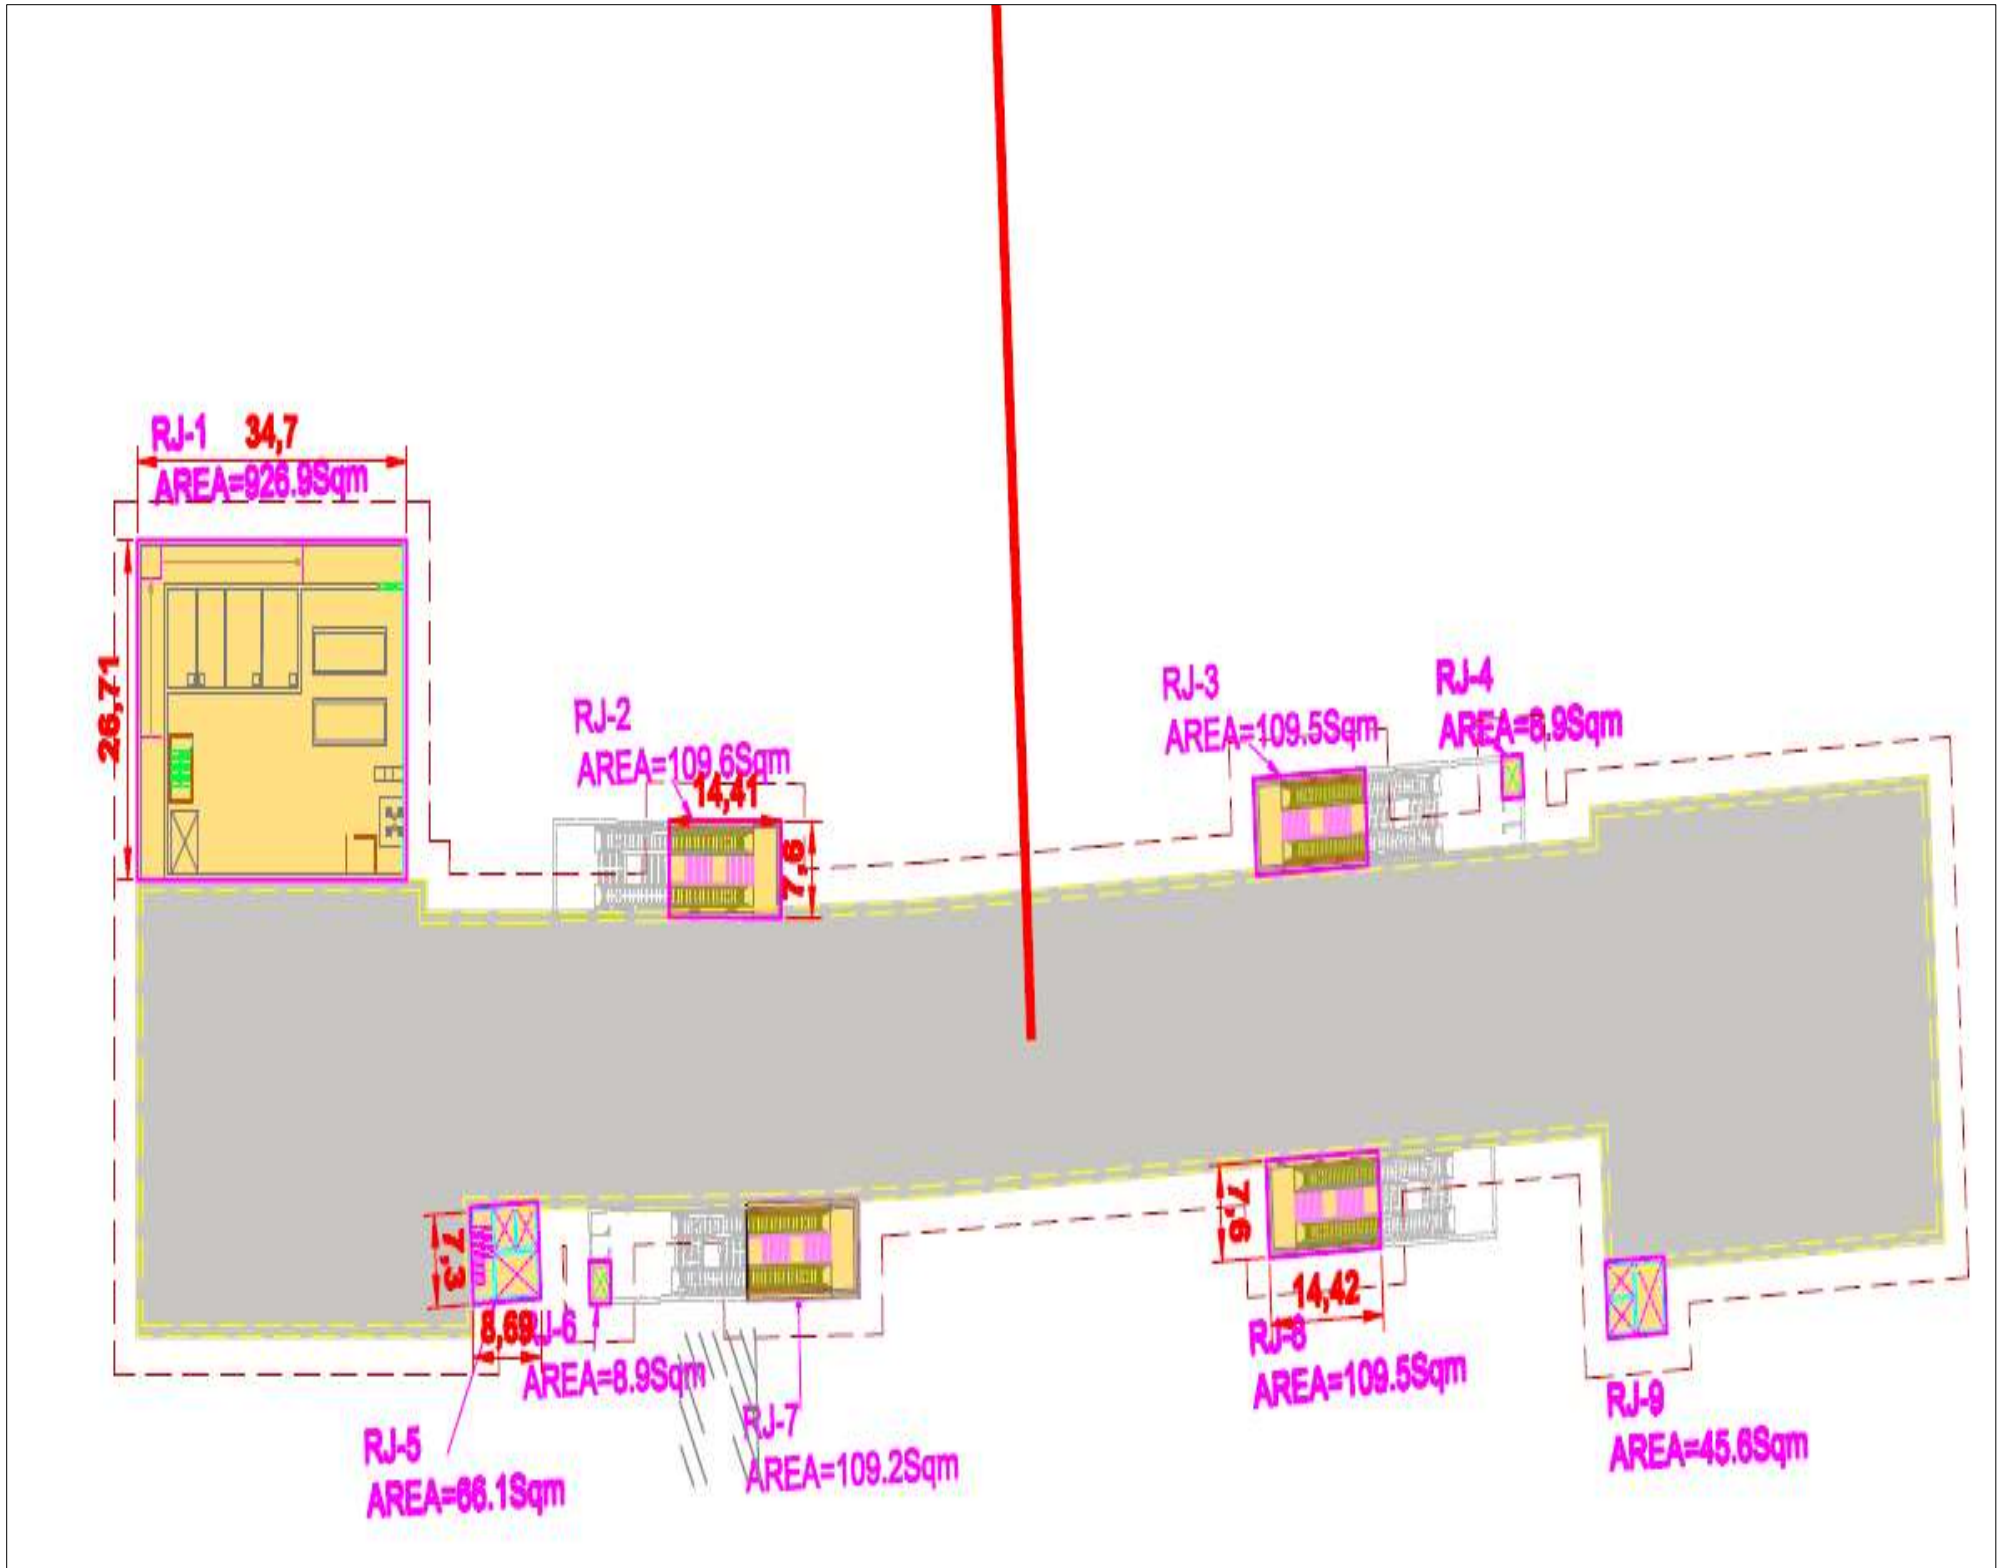 RJ-1 34,7
AREA=926.9Sqm
26,71
RJ-2
AREA=109.6Sqm
14,41
7,6
RJ-3
AREA=109.5Sqm
RJ-4
AREA=8.9Sqm
7,3
8,69
RJ-5
AREA=66.1Sqm
RJ-6
AREA=8.9Sqm
RJ-7
AREA=109.2Sqm
7,6
14,42
RJ-8
AREA=109.5Sqm
RJ-9
AREA=45.6Sqm